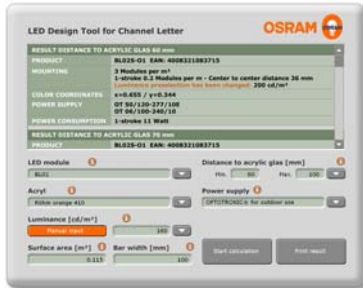 LED Design Tool for Channel Letter
OSRAM
RESULT DISTANCE TO ACRYLIC GLAS 60 mm
PRODUCT BL02S-O1 EAN: 4008321083715
MOUNTING 3 Modules per m²
1-stroke 0.2 Modules per m - Center to center distance 36 mm
Luminance preselection has been changed: 200 cd/m²
COLOR COORDINATES x=0.655 / y=0.344
POWER SUPPLY OT 50/120-277/10E
OT 06/100-240/10
POWER CONSUMPTION 1-stroke 11 Watt
RESULT DISTANCE TO ACRYLIC GLAS 70 mm
PRODUCT BL02S-O1 EAN: 4008321083715
LED module
Distance to acrylic glas [mm]
BL02
Min. 60 Max. 100
Acryl
Power supply
orange 410
OPTOTRONIC® for outdoor use
Luminance [cd/m²]
Manual input
160
Surface area [m²] Bar width [mm]
0.115 100
Start calculation
Print result